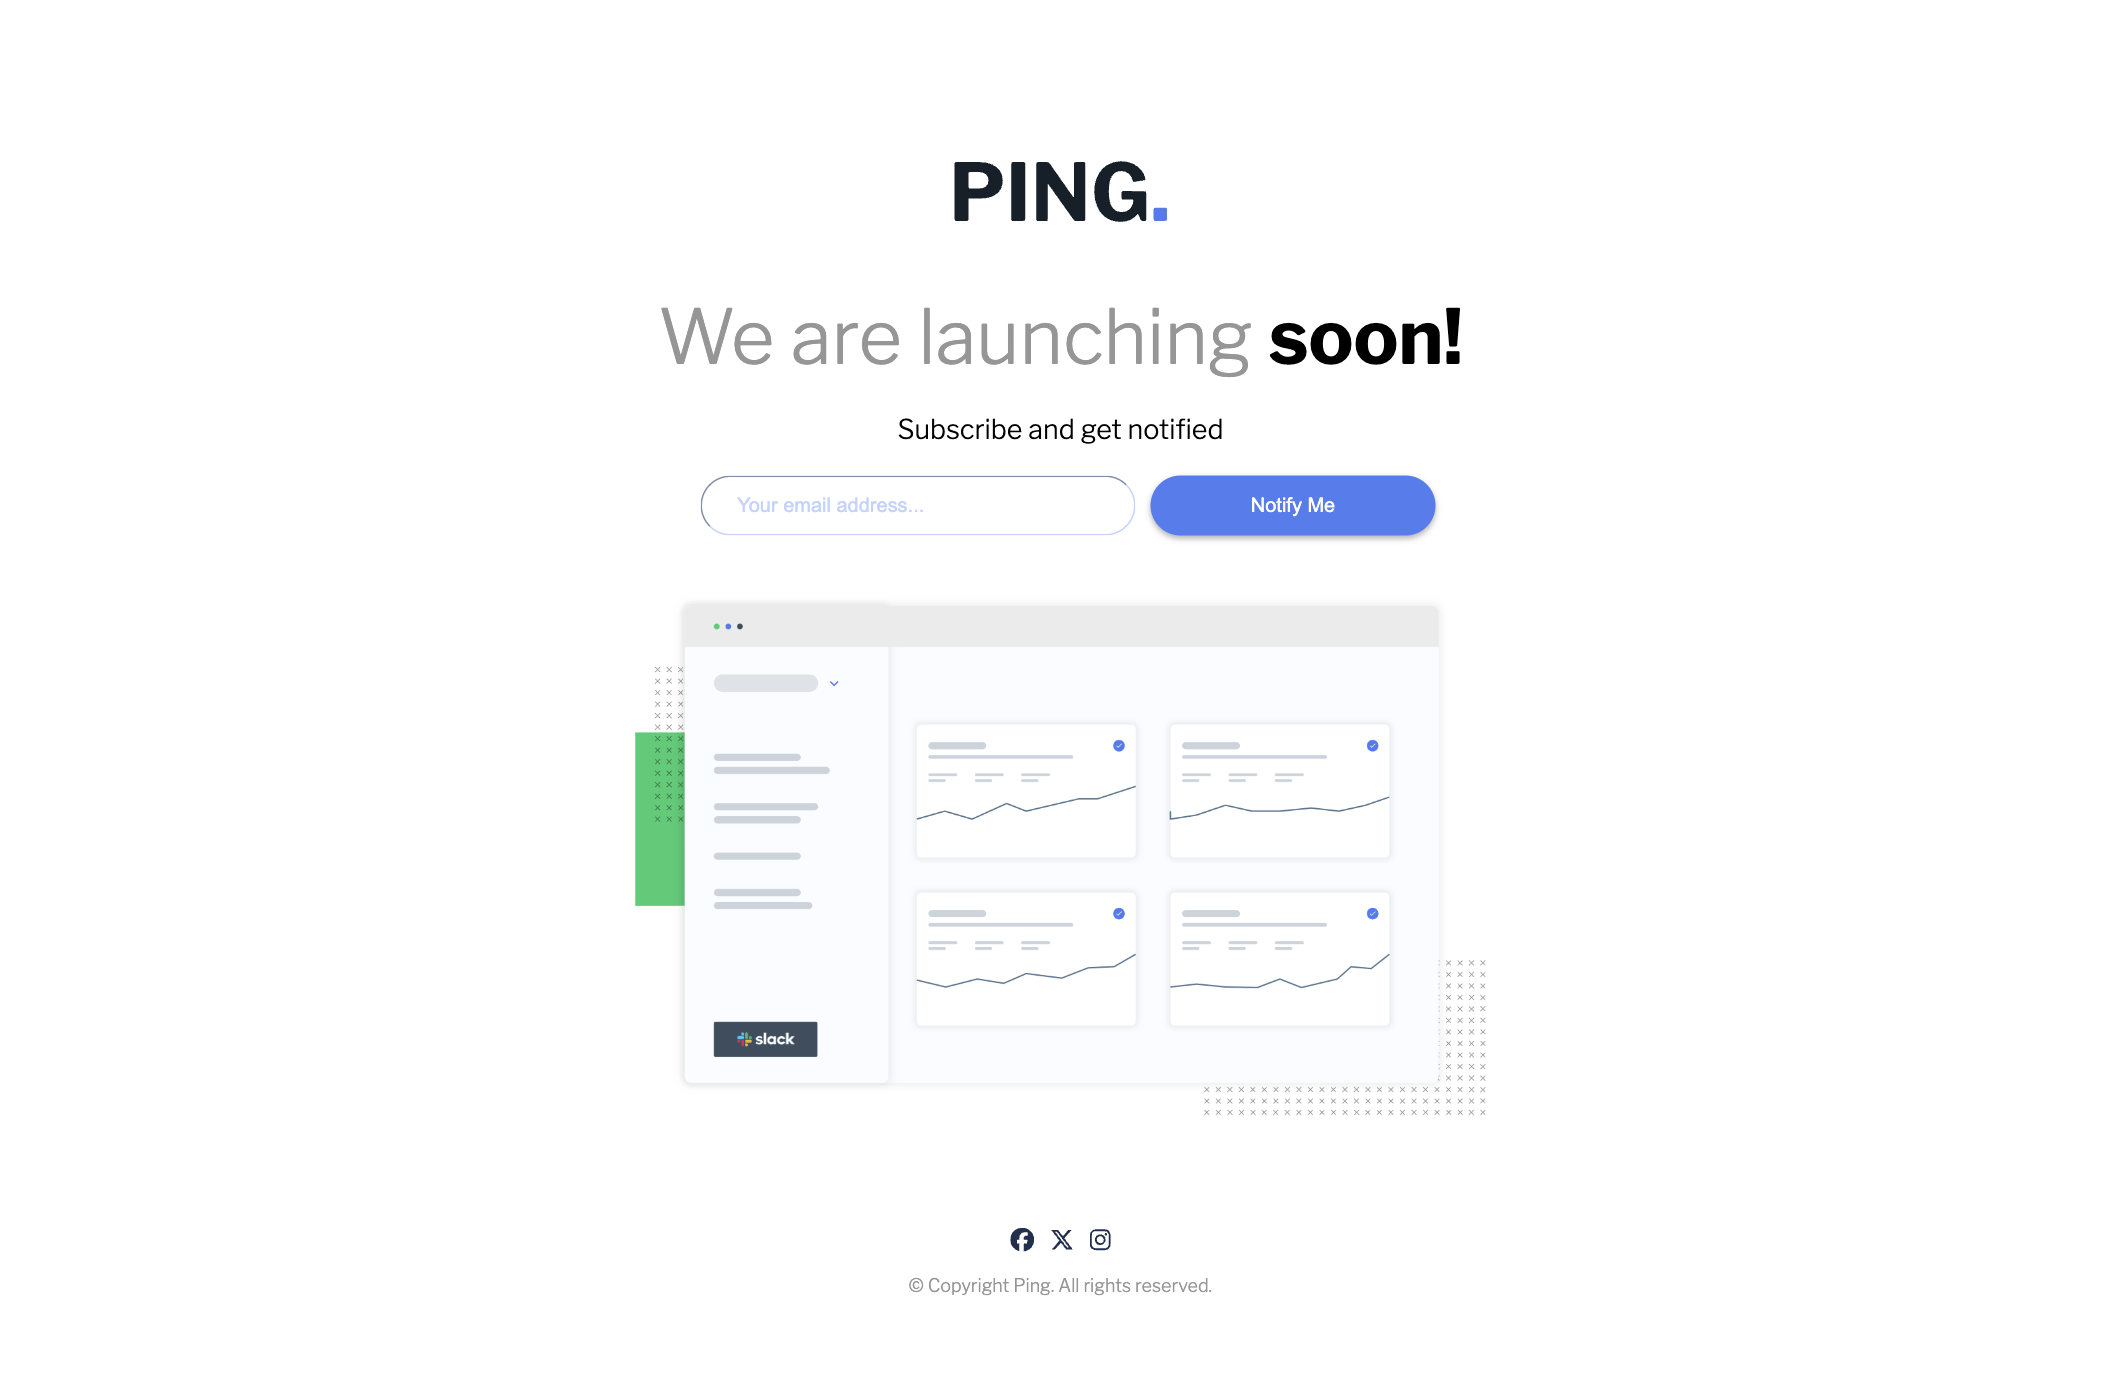 PING.
We are launching soon!
Subscribe and get notified
Your email address...
Notify Me
slack
© Copyright Ping. All rights reserved.